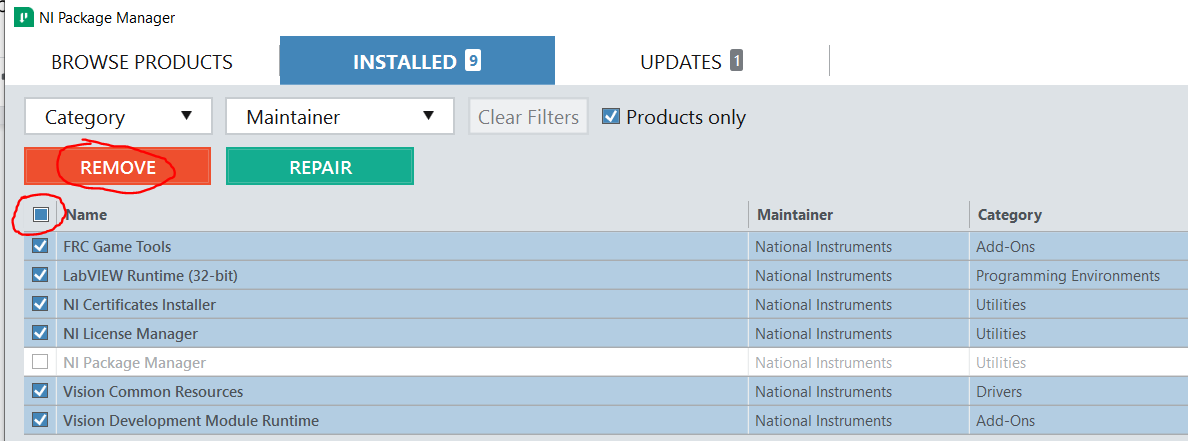 NI Package Manager
BROWSE PRODUCTS INSTALLED 9 UPDATES 1
Category Maintainer Clear Filters Products only
REMOVE REPAIR
Name Maintainer Category
FRC Game Tools National Instruments Add-Ons
LabVIEW Runtime (32-bit) National Instruments Programming Environments
NI Certificates Installer National Instruments Utilities
NI License Manager National Instruments Utilities
NI Package Manager National Instruments Utilities
Vision Common Resources National Instruments Drivers
Vision Development Module Runtime National Instruments Add-Ons